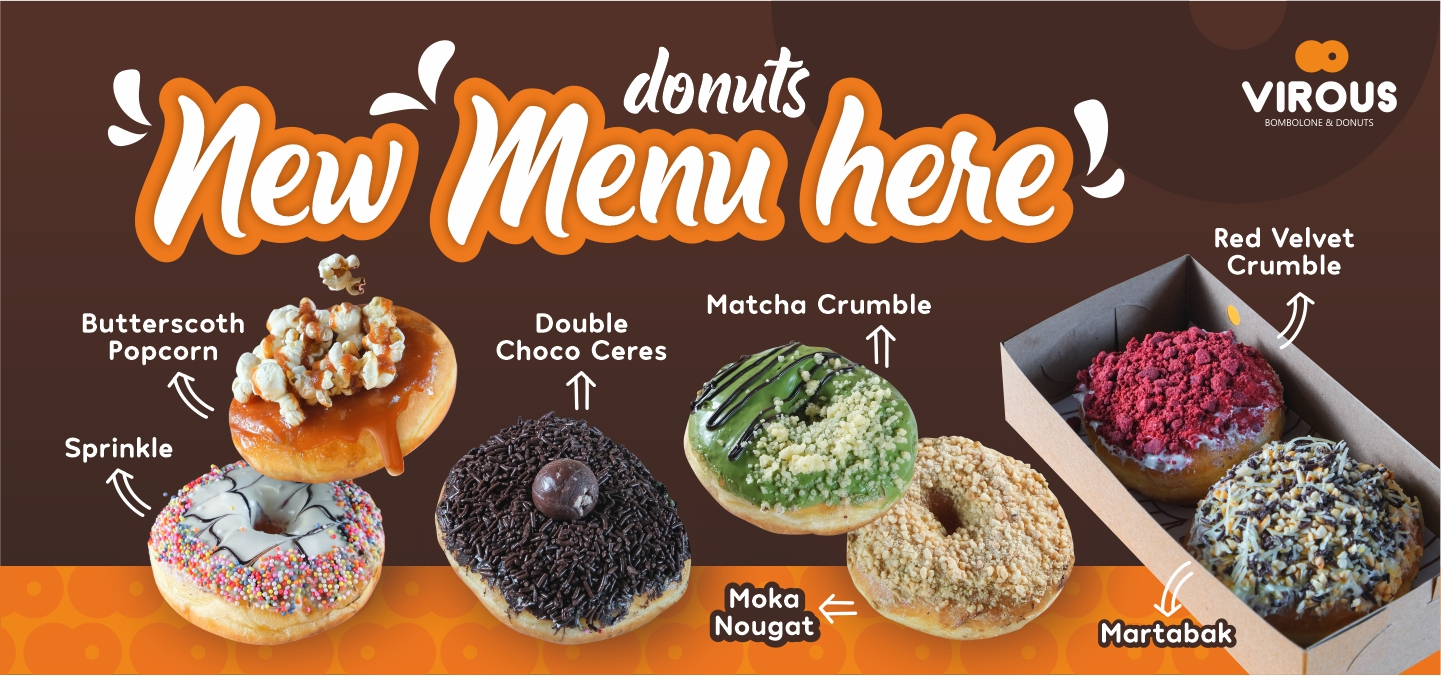 donuts
New Menu here
VIROUS
BOMBOLONE & DONUTS
Butterscoth
Popcorn
Sprinkle
Double
Choco Ceres
Matcha Crumble
Moka
Nougat
Red Velvet
Crumble
Martabak